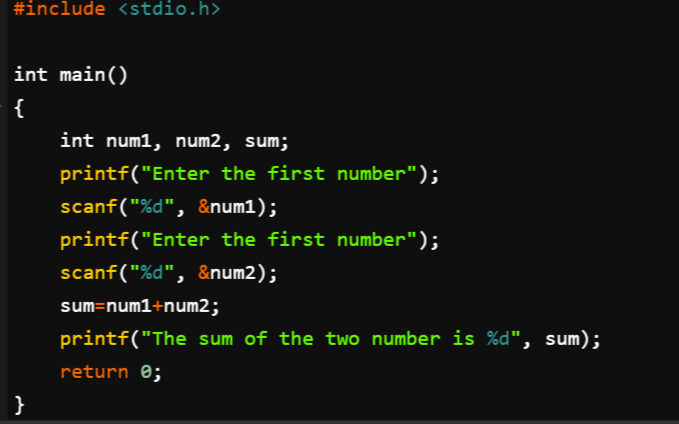 #include <stdio.h>
int main()
{
    int num1, num2, sum;
    printf("Enter the first number");
    scanf("%d", &num1);
    printf("Enter the first number");
    scanf("%d", &num2);
    sum=num1+num2;
    printf("The sum of the two number is %d", sum);
    return 0;
}